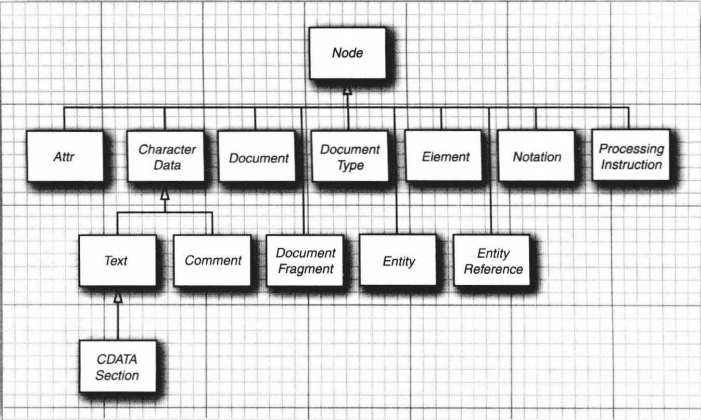 Node
Attr
Character
Data
Document
Document
Type
Element
Notation
Processing
Instruction
Text
Comment
Document
Fragment
Entity
Entity
Reference
CDATA
Section